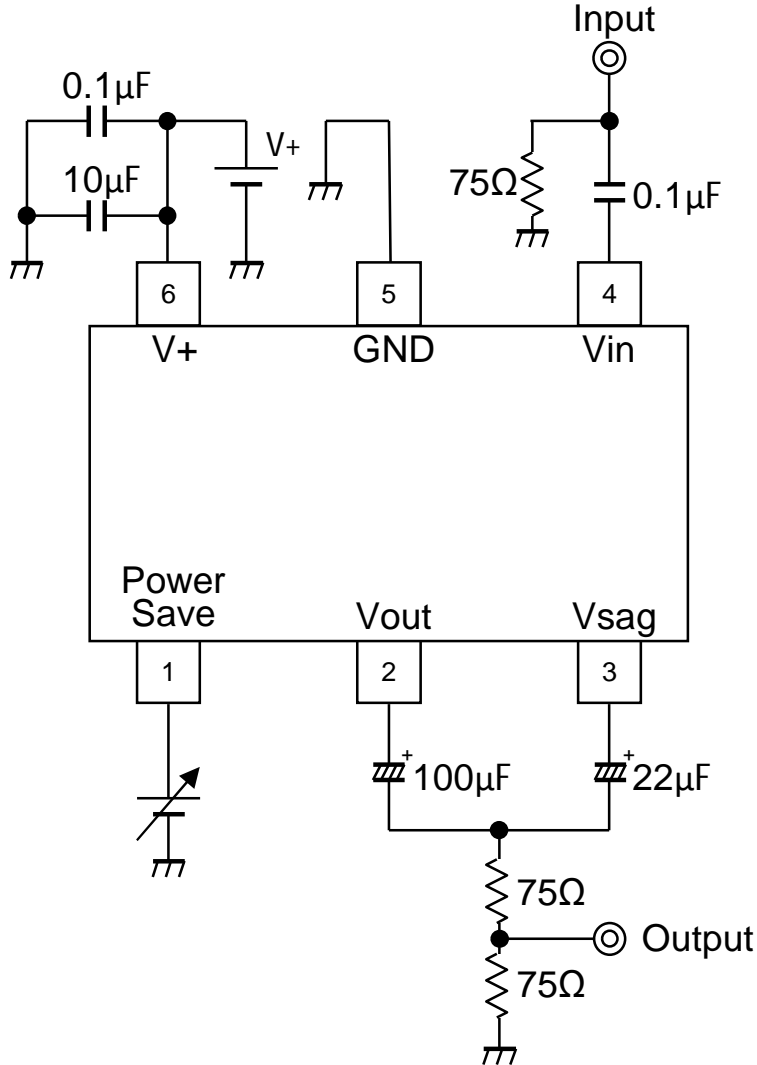 Input
0.1μF
V+
10μF
75Ω
0.1μF
6
5
4
V+
GND
Vin
Power
Save
Vout
Vsag
1
2
3
+
100μF
+
22μF
75Ω
Output
75Ω